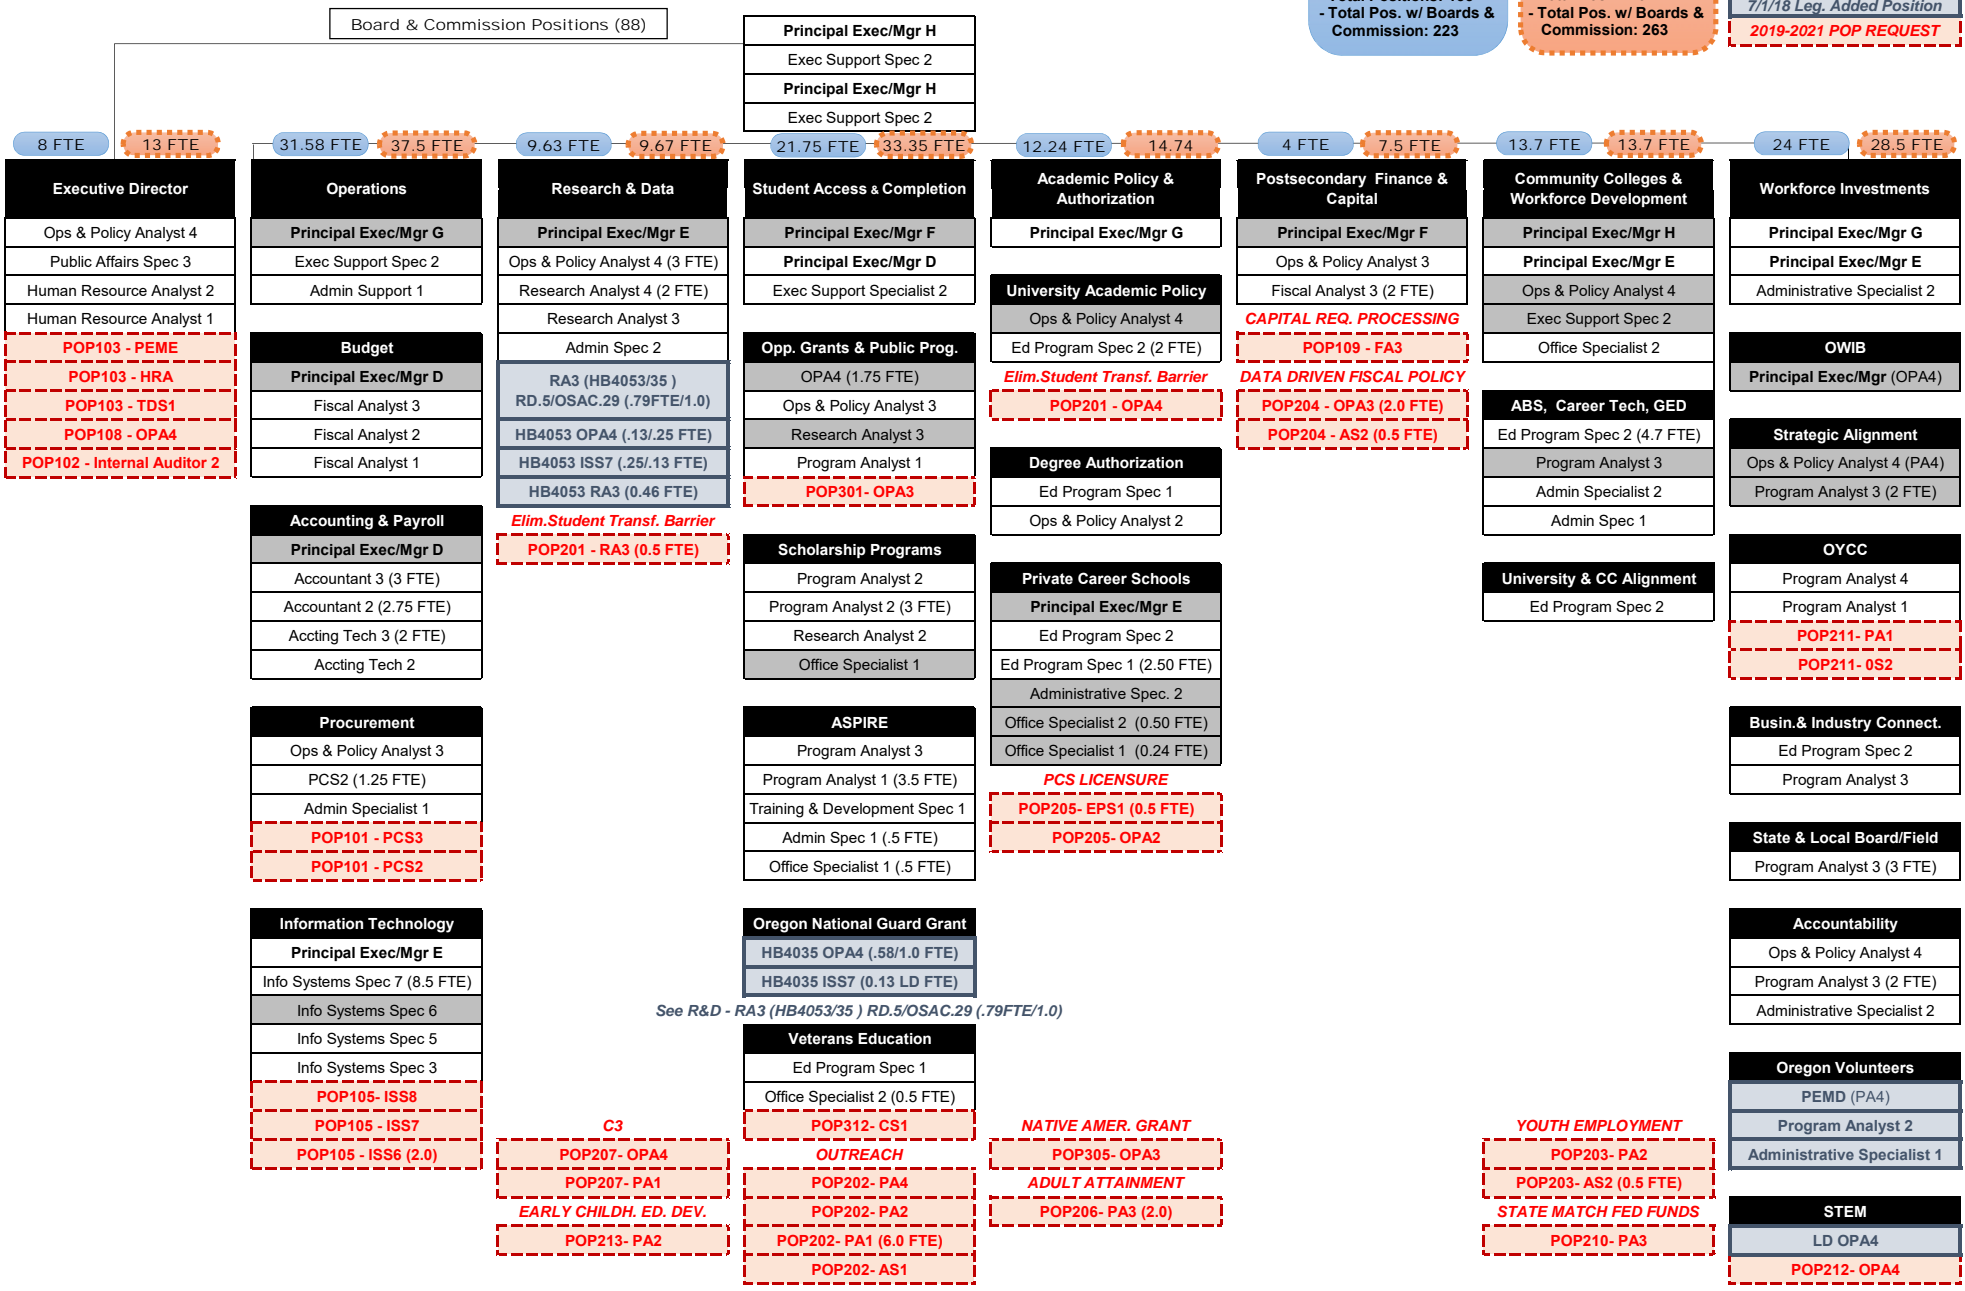 Board & Commission Positions (88)
- Total Pos. w/ Boards &
Commission: 223
- Total Pos. w/ Boards &
Commission: 263
7/1/18 Leg. Added Position
2019-2021 POP REQUEST
Principal Exec/Mgr H
Exec Support Spec 2
Principal Exec/Mgr H
Exec Support Spec 2
8 FTE
13 FTE
31.58 FTE
37.5 FTE
9.63 FTE
9.67 FTE
21.75 FTE
33.35 FTE
12.24 FTE
14.74
4 FTE
7.5 FTE
13.7 FTE
13.7 FTE
24 FTE
28.5 FTE
Executive Director
Ops & Policy Analyst 4
Public Affairs Spec 3
Human Resource Analyst 2
Human Resource Analyst 1
POP103 - PEME
POP103 - HRA
POP103 - TDS1
POP108 - OPA4
POP102 - Internal Auditor 2
Operations
Principal Exec/Mgr G
Exec Support Spec 2
Admin Support 1
Budget
Principal Exec/Mgr D
Fiscal Analyst 3
Fiscal Analyst 2
Fiscal Analyst 1
Accounting & Payroll
Principal Exec/Mgr D
Accountant 3 (3 FTE)
Accountant 2 (2.75 FTE)
Accting Tech 3 (2 FTE)
Accting Tech 2
Procurement
Ops & Policy Analyst 3
PCS2 (1.25 FTE)
Admin Specialist 1
POP101 - PCS3
POP101 - PCS2
Information Technology
Principal Exec/Mgr E
Info Systems Spec 7 (8.5 FTE)
Info Systems Spec 6
Info Systems Spec 5
Info Systems Spec 3
POP105- ISS8
POP105 - ISS7
POP105 - ISS6 (2.0)
Research & Data
Principal Exec/Mgr E
Ops & Policy Analyst 4 (3 FTE)
Research Analyst 4 (2 FTE)
Research Analyst 3
Admin Spec 2
RA3 (HB4053/35 )
RD.5/OSAC.29 (.79FTE/1.0)
HB4053 OPA4 (.13/.25 FTE)
HB4053 ISS7 (.25/.13 FTE)
HB4053 RA3 (0.46 FTE)
Elim.Student Transf. Barrier
POP201 - RA3 (0.5 FTE)
C3
POP207- OPA4
POP207- PA1
EARLY CHILDH. ED. DEV.
POP213- PA2
Student Access & Completion
Principal Exec/Mgr F
Principal Exec/Mgr D
Exec Support Specialist 2
Opp. Grants & Public Prog.
OPA4 (1.75 FTE)
Ops & Policy Analyst 3
Research Analyst 3
Program Analyst 1
POP301- OPA3
Scholarship Programs
Program Analyst 2
Program Analyst 2 (3 FTE)
Research Analyst 2
Office Specialist 1
ASPIRE
Program Analyst 3
Program Analyst 1 (3.5 FTE)
Training & Development Spec 1
Admin Spec 1 (.5 FTE)
Office Specialist 1 (.5 FTE)
Oregon National Guard Grant
HB4035 OPA4 (.58/1.0 FTE)
HB4035 ISS7 (0.13 LD FTE)
See R&D - RA3 (HB4053/35 ) RD.5/OSAC.29 (.79FTE/1.0)
Veterans Education
Ed Program Spec 1
Office Specialist 2 (0.5 FTE)
POP312- CS1
OUTREACH
POP202- PA4
POP202- PA2
POP202- PA1 (6.0 FTE)
POP202- AS1
Academic Policy &
Authorization
Principal Exec/Mgr G
University Academic Policy
Ops & Policy Analyst 4
Ed Program Spec 2 (2 FTE)
Elim.Student Transf. Barrier
POP201 - OPA4
Degree Authorization
Ed Program Spec 1
Ops & Policy Analyst 2
Private Career Schools
Principal Exec/Mgr E
Ed Program Spec 2
Ed Program Spec 1 (2.50 FTE)
Administrative Spec. 2
Office Specialist 2 (0.50 FTE)
Office Specialist 1 (0.24 FTE)
PCS LICENSURE
POP205- EPS1 (0.5 FTE)
POP205- OPA2
NATIVE AMER. GRANT
POP305- OPA3
ADULT ATTAINMENT
POP206- PA3 (2.0)
Postsecondary Finance &
Capital
Principal Exec/Mgr F
Ops & Policy Analyst 3
Fiscal Analyst 3 (2 FTE)
CAPITAL REQ. PROCESSING
POP109 - FA3
DATA DRIVEN FISCAL POLICY
POP204 - OPA3 (2.0 FTE)
POP204 - AS2 (0.5 FTE)
Community Colleges &
Workforce Development
Principal Exec/Mgr H
Principal Exec/Mgr E
Ops & Policy Analyst 4
Exec Support Spec 2
Office Specialist 2
ABS, Career Tech, GED
Ed Program Spec 2 (4.7 FTE)
Program Analyst 3
Admin Specialist 2
Admin Spec 1
University & CC Alignment
Ed Program Spec 2
YOUTH EMPLOYMENT
POP203- PA2
POP203- AS2 (0.5 FTE)
STATE MATCH FED FUNDS
POP210- PA3
Workforce Investments
Principal Exec/Mgr G
Principal Exec/Mgr E
Administrative Specialist 2
OWIB
Principal Exec/Mgr (OPA4)
Strategic Alignment
Ops & Policy Analyst 4 (PA4)
Program Analyst 3 (2 FTE)
OYCC
Program Analyst 4
Program Analyst 1
POP211- PA1
POP211- 0S2
Busin.& Industry Connect.
Ed Program Spec 2
Program Analyst 3
State & Local Board/Field
Program Analyst 3 (3 FTE)
Accountability
Ops & Policy Analyst 4
Program Analyst 3 (2 FTE)
Administrative Specialist 2
Oregon Volunteers
PEMD (PA4)
Program Analyst 2
Administrative Specialist 1
STEM
LD OPA4
POP212- OPA4